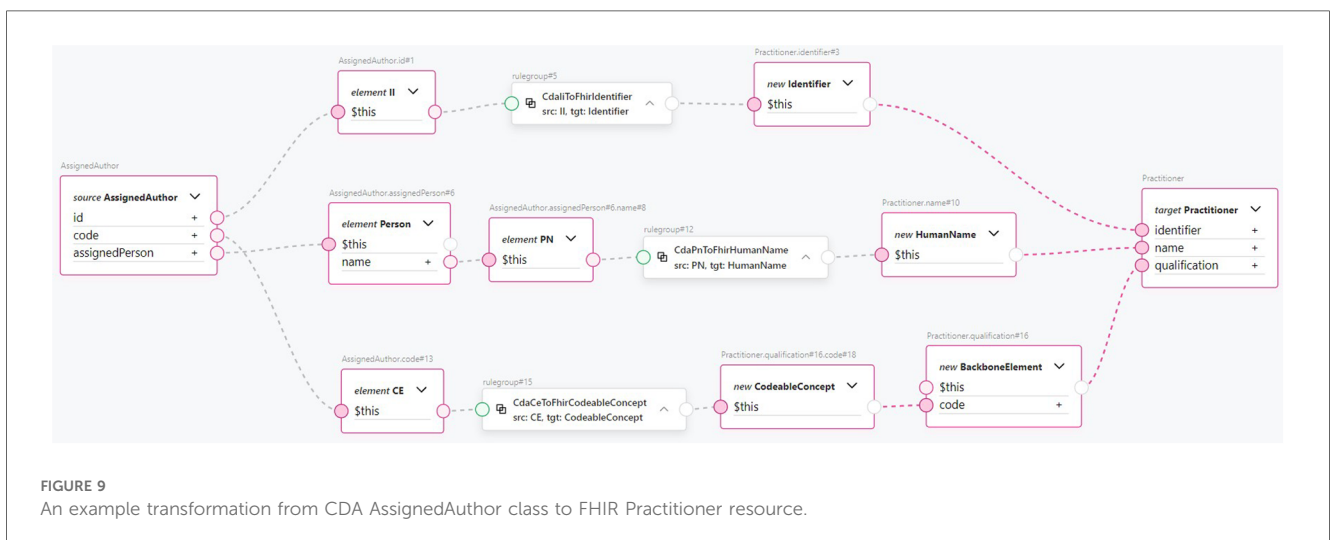 AssignedAuthor.id#1
element II
$this
rulegroup#5
CdaIiToFhirIdentifier
src: II, tgt: Identifier
Practitioner.identifier#3
new Identifier
$this
AssignedAuthor
source AssignedAuthor
id +
code +
assignedPerson +
AssignedAuthor.assignedPerson#6
element Person
$this
name +
AssignedAuthor.assignedPerson#6.name#8
element PN
$this
rulegroup#12
CdaPnToFhirHumanName
src: PN, tgt: HumanName
Practitioner.name#10
new HumanName
$this
Practitioner
target Practitioner
identifier +
name +
qualification +
AssignedAuthor.code#13
element CE
$this
rulegroup#15
CdaCeToFhirCodeableConcept
src: CE, tgt: CodeableConcept
Practitioner.qualification#16.code#18
new CodeableConcept
$this
Practitioner.qualification#16
new BackboneElement
$this
code +
FIGURE 9
An example transformation from CDA AssignedAuthor class to FHIR Practitioner resource.